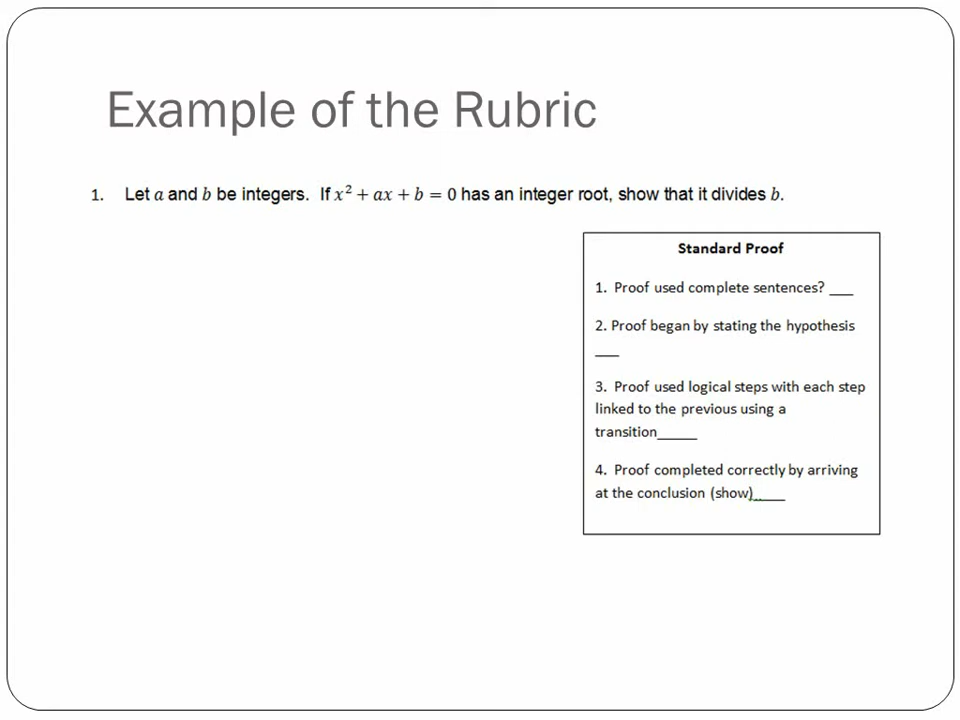 Example of the Rubric
1. Let a and b be integers. If x² + ax + b = 0 has an integer root, show that it divides b.
Standard Proof
1. Proof used complete sentences? ___
2. Proof began by stating the hypothesis
___
3. Proof used logical steps with each step
linked to the previous using a
transition_____
4. Proof completed correctly by arriving
at the conclusion (show)_____